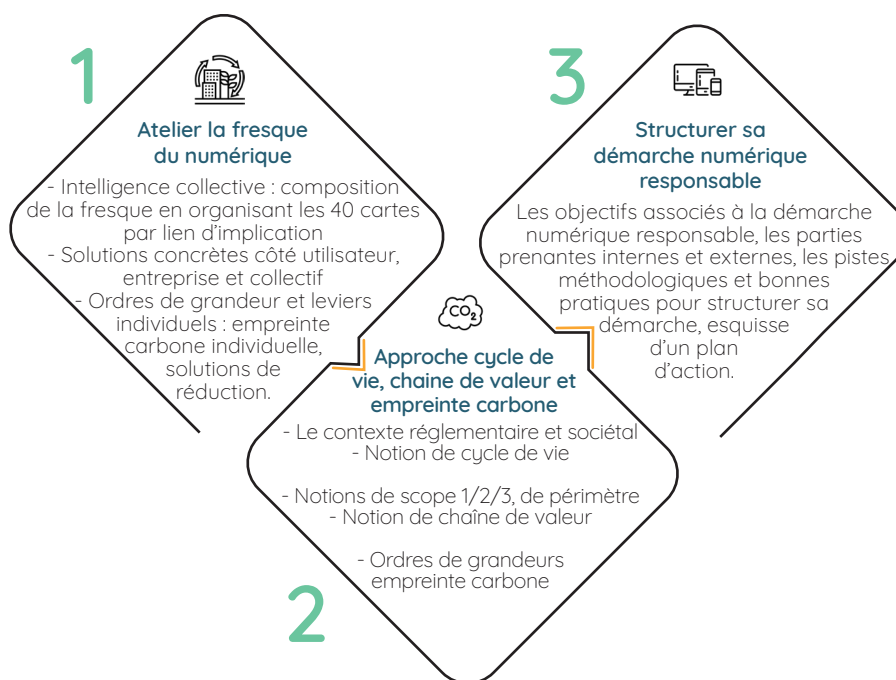 1
Atelier la fresque
du numérique
- Intelligence collective : composition
de la fresque en organisant les 40 cartes
par lien d'implication
- Solutions concrètes côté utilisateur,
entreprise et collectif
- Ordres de grandeur et leviers
individuels : empreinte
carbone individuelle,
solutions de
réduction.
2
CO2
Approche cycle de
vie, chaine de valeur et
empreinte carbone
- Le contexte réglementaire et sociétal
- Notion de cycle de vie
- Notions de scope 1/2/3, de périmètre
- Notion de chaîne de valeur
- Ordres de grandeurs
empreinte carbone
3
Structurer sa
démarche numérique
responsable
Les objectifs associés à la démarche
numérique responsable, les parties
prenantes internes et externes, les pistes
méthodologiques et bonnes
pratiques pour structurer sa
démarche, esquisse
d'un plan
d'action.